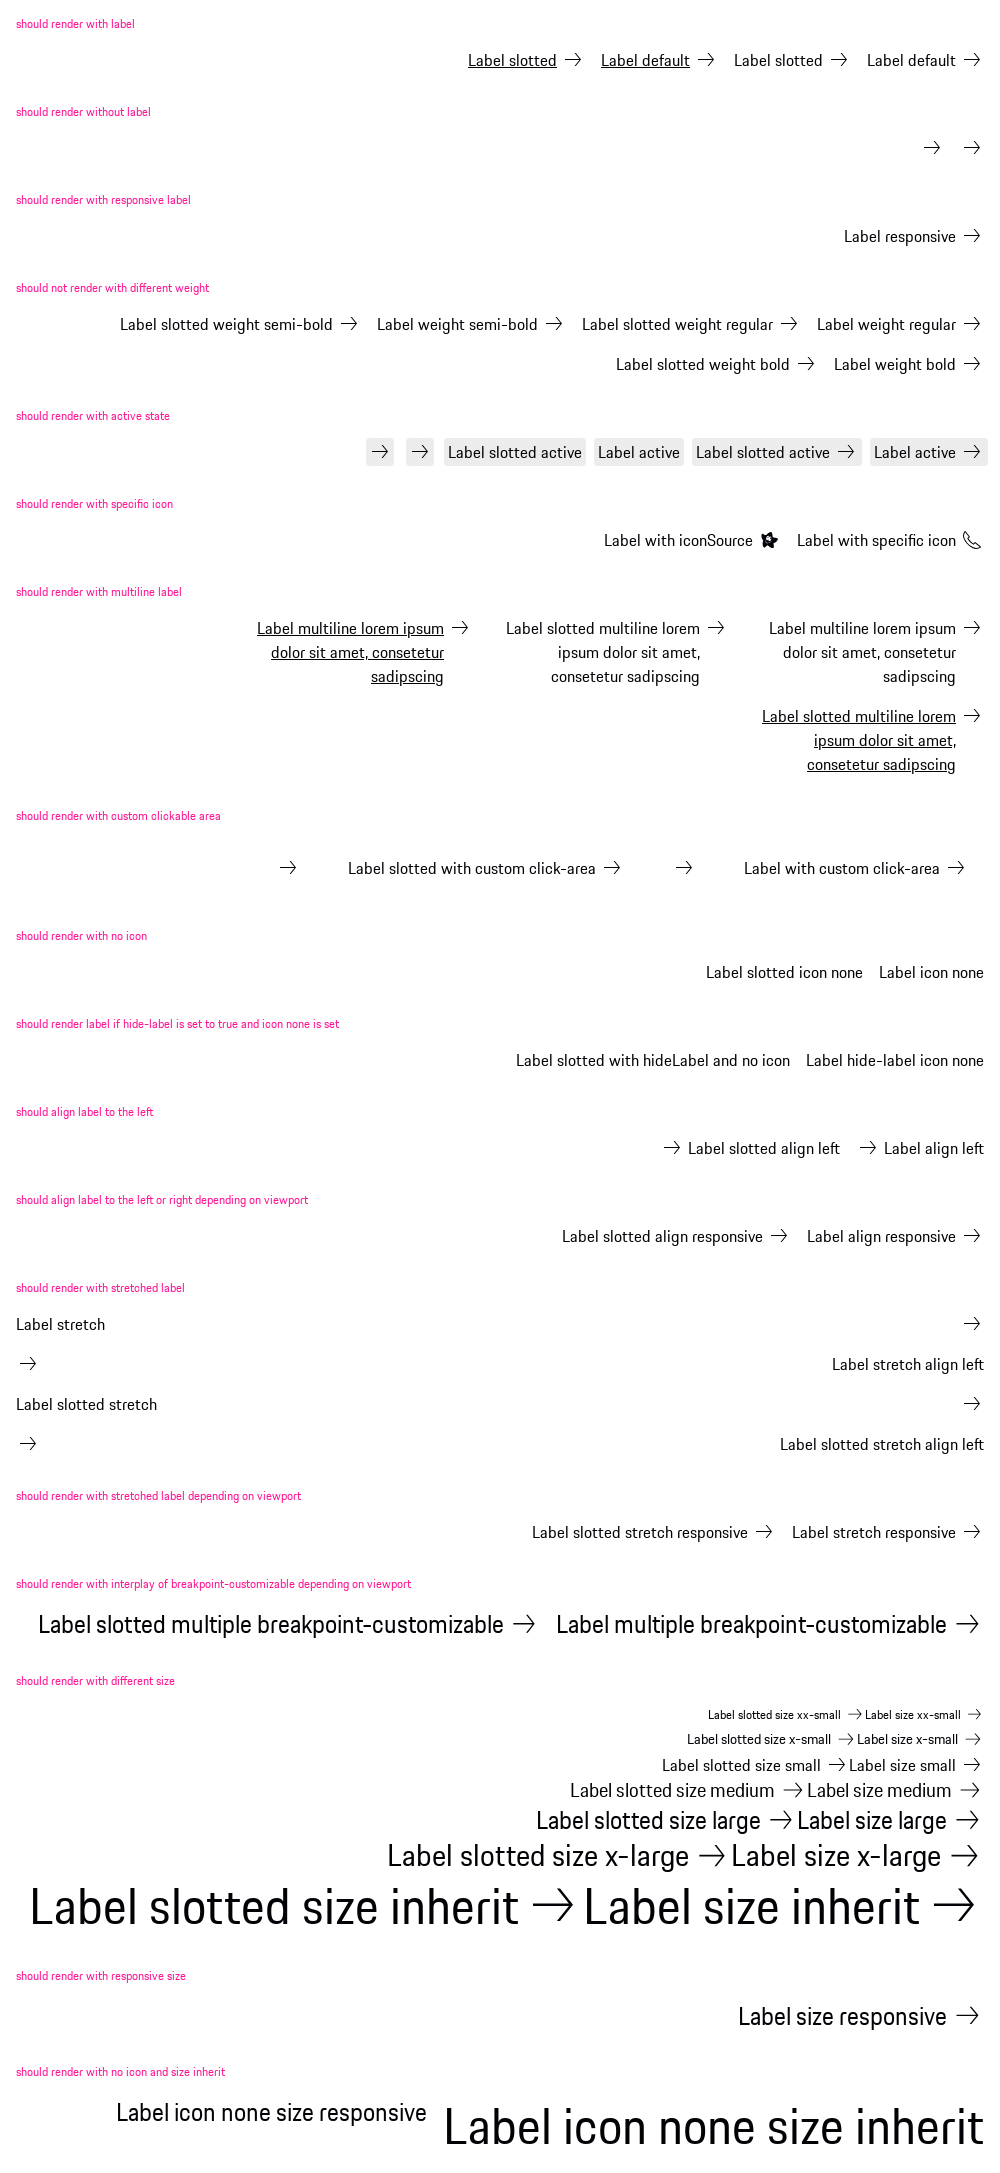 should render with label
Label slotted Label default Label slotted Label default
should render without label
should render with responsive label
Label responsive
should not render with different weight
Label slotted weight semi-bold Label weight semi-bold Label slotted weight regular Label weight regular
Label slotted weight bold Label weight bold
should render with active state
Label slotted active Label active Label slotted active Label active
should render with specific icon
Label with iconSource Label with specific icon
should render with multiline label
Label multiline lorem ipsum Label slotted multiline lorem Label multiline lorem ipsum
dolor sit amet, consetetur ipsum dolor sit amet, dolor sit amet, consetetur
sadipscing consetetur sadipscing sadipscing
Label slotted multiline lorem
ipsum dolor sit amet,
consetetur sadipscing
should render with custom clickable area
Label slotted with custom click-area Label with custom click-area
should render with no icon
Label slotted icon none Label icon none
should render label if hide-label is set to true and icon none is set
Label slotted with hideLabel and no icon Label hide-label icon none
should align label to the left
Label slotted align left Label align left
should align label to the left or right depending on viewport
Label slotted align responsive Label align responsive
should render with stretched label
Label stretch
Label stretch align left
Label slotted stretch
Label slotted stretch align left
should render with stretched label depending on viewport
Label slotted stretch responsive Label stretch responsive
should render with interplay of breakpoint-customizable depending on viewport
Label slotted multiple breakpoint-customizable Label multiple breakpoint-customizable
should render with different size
Label slotted size xx-small Label size xx-small
Label slotted size x-small Label size x-small
Label slotted size small Label size small
Label slotted size medium Label size medium
Label slotted size large Label size large
Label slotted size x-large Label size x-large
Label slotted size inherit Label size inherit
should render with responsive size
Label size responsive
should render with no icon and size inherit
Label icon none size responsive Label icon none size inherit